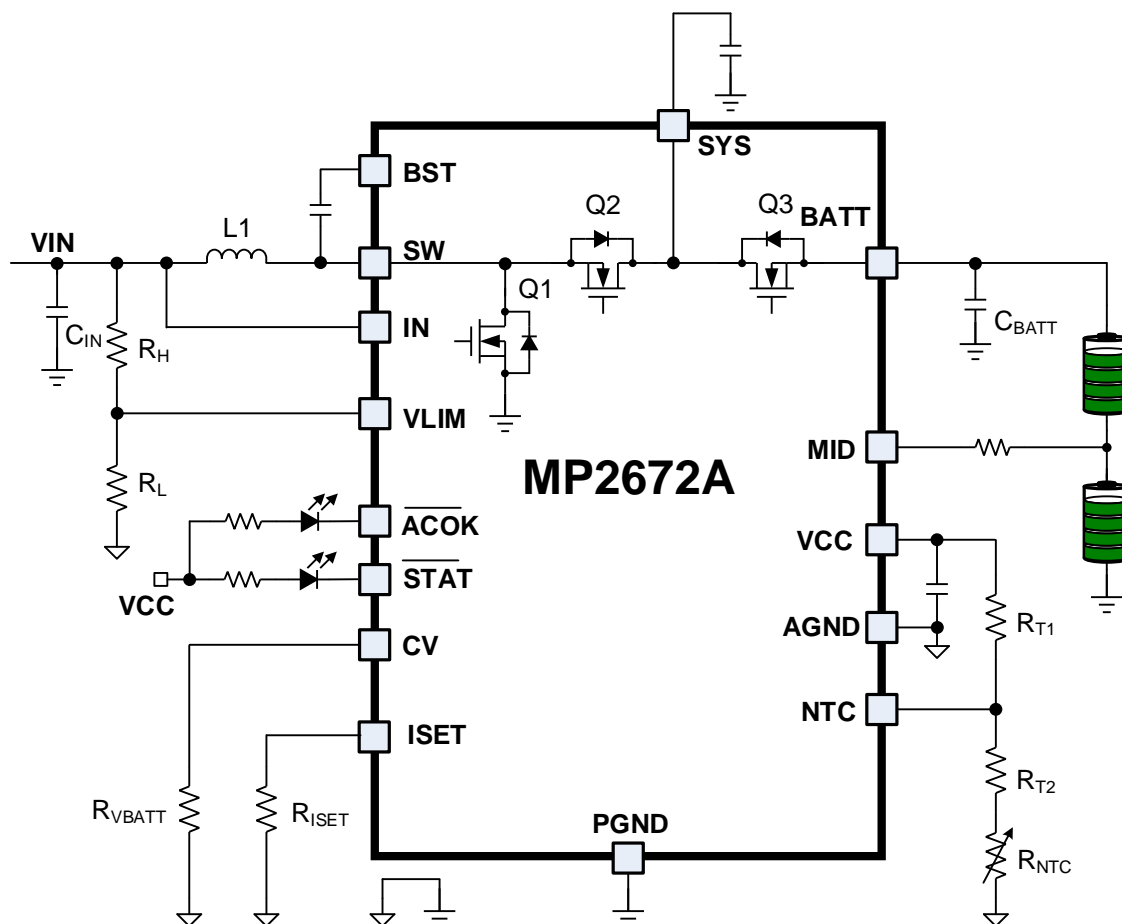 SYS
BST
Q2
Q3
BATT
L1
VIN
SW
Q1
CIN
RH
IN
CBATT
VLIM
MID
MP2672A
RL
ACOK
VCC
STAT
VCC
AGND
RT1
CV
NTC
ISET
RT2
RVBATT
RISET
PGND
RNTC